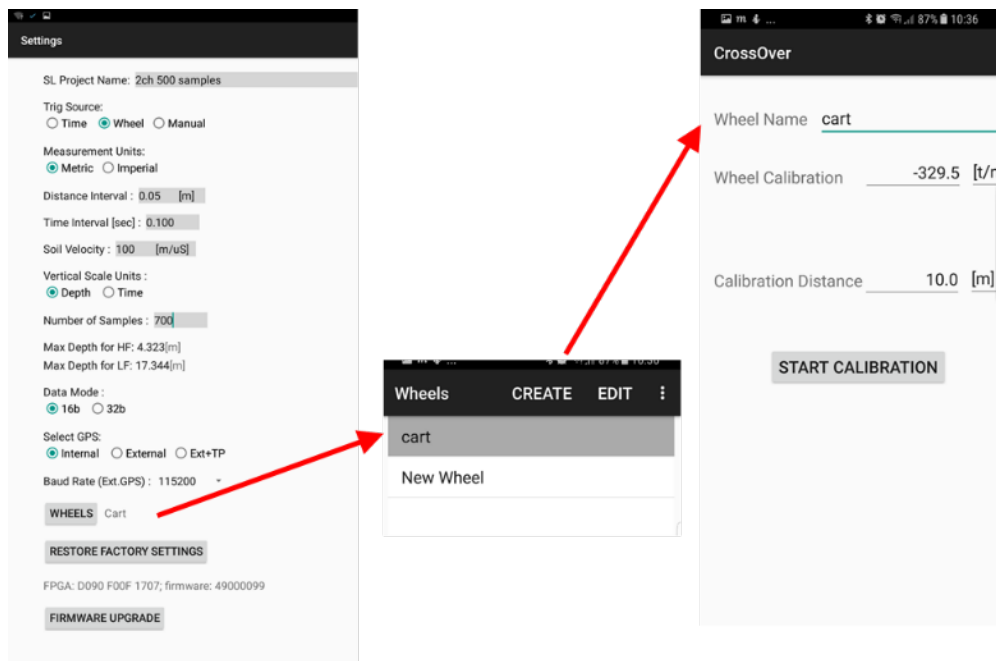 Settings
SL Project Name: 2ch 500 samples
Trig Source:
Time Wheel Manual
Measurement Units:
Metric Imperial
Distance Interval : 0.05 [m]
Time Interval [sec] : 0.100
Soil Velocity : 100 [m/uS]
Vertical Scale Units :
Depth Time
Number of Samples : 700
Max Depth for HF: 4.323[m]
Max Depth for LF: 17.344[m]
Data Mode :
16b 32b
Select GPS:
Internal External Ext+TP
Baud Rate (Ext.GPS) : 115200
WHEELS Cart
RESTORE FACTORY SETTINGS
FPGA: D090 F00F 1707; firmware: 49000099
FIRMWARE UPGRADE
Wheels CREATE EDIT
cart
New Wheel
87% 10:36
CrossOver
Wheel Name cart
Wheel Calibration -329.5
Calibration Distance 10.0 [m]
START CALIBRATION